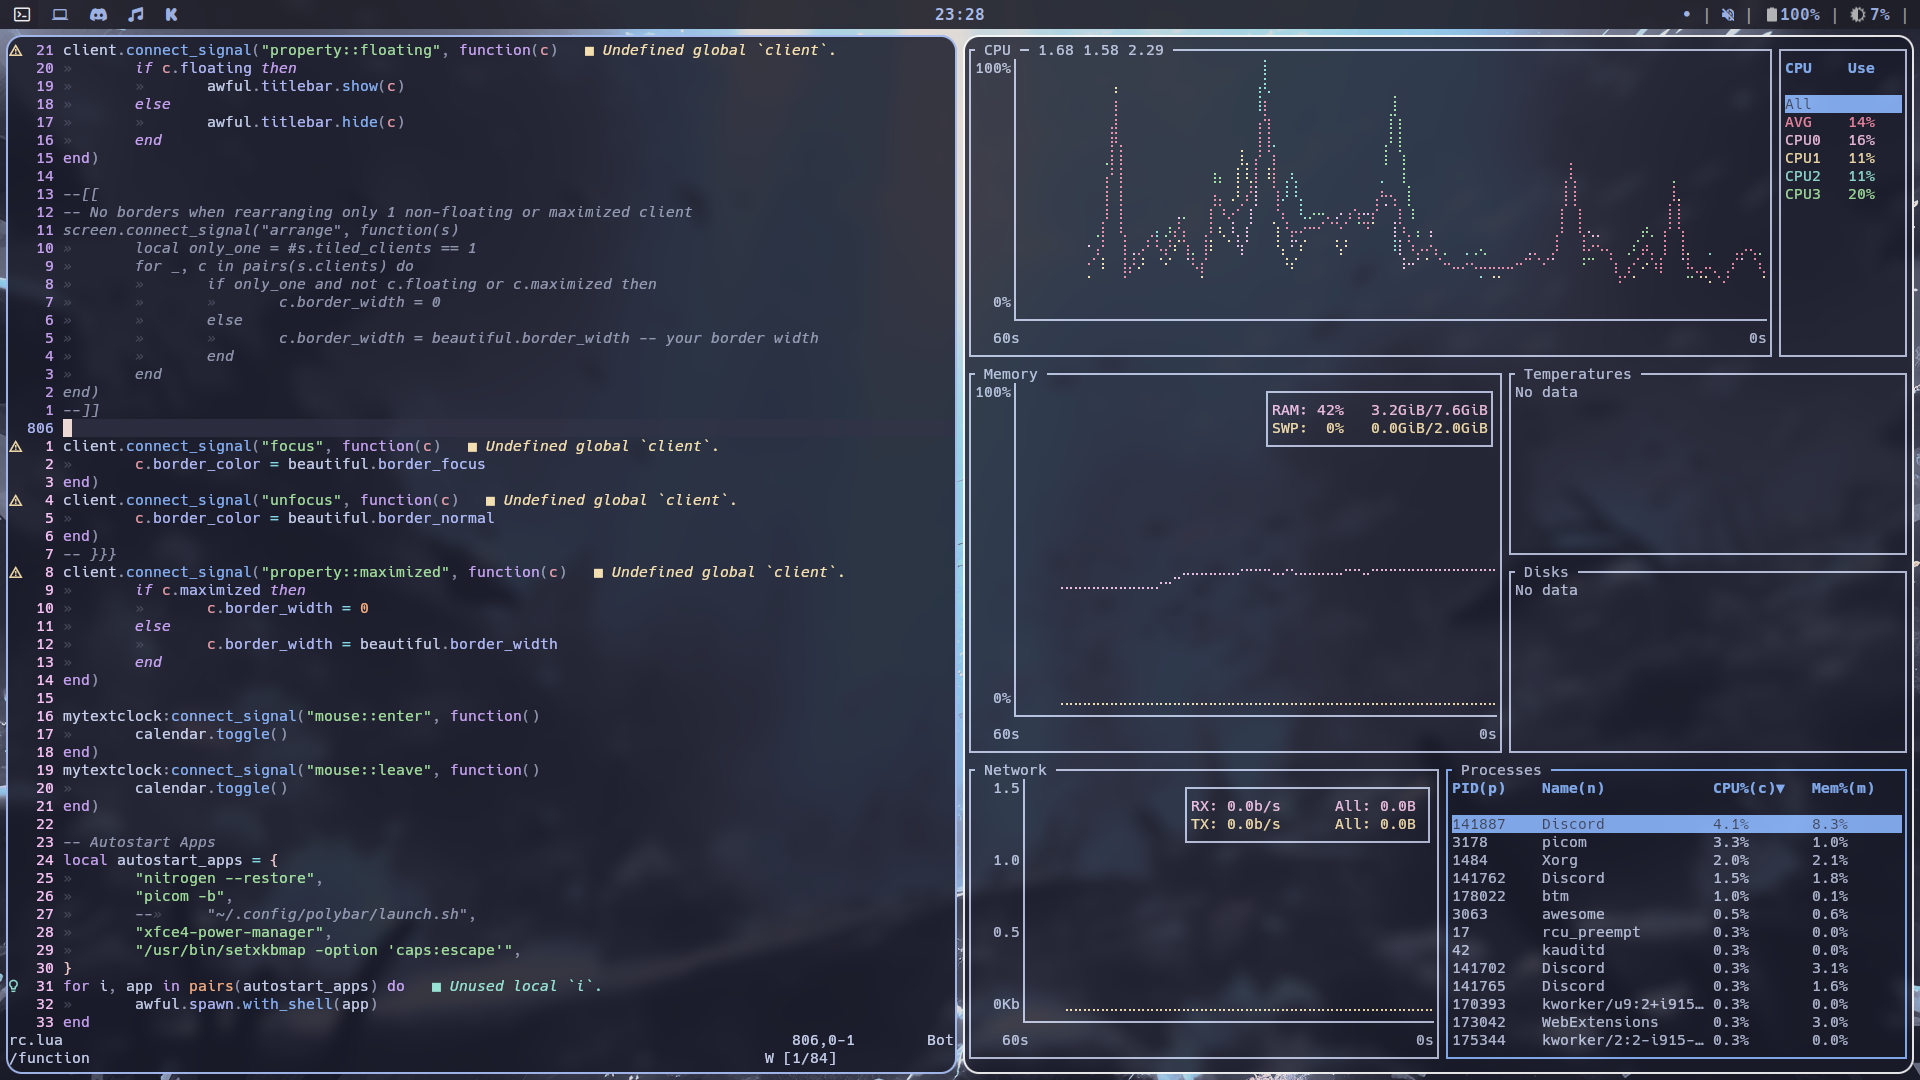 23:28
100%
7%
21 client.connect_signal("property::floating", function(c)   ■ Undefined global `client`.
20 »       if c.floating then
19 »       »       awful.titlebar.show(c)
18 »       else
17 »       »       awful.titlebar.hide(c)
16 »       end
15 end)
14
13 --[[
12 -- No borders when rearranging only 1 non-floating or maximized client
11 screen.connect_signal("arrange", function(s)
10 »       local only_one = #s.tiled_clients == 1
9 »       for _, c in pairs(s.clients) do
8 »       »       if only_one and not c.floating or c.maximized then
7 »       »       »       c.border_width = 0
6 »       »       else
5 »       »       »       c.border_width = beautiful.border_width -- your border width
4 »       »       end
3 »       end
2 end)
1 --]]
806
1 client.connect_signal("focus", function(c)   ■ Undefined global `client`.
2 »       c.border_color = beautiful.border_focus
3 end)
4 client.connect_signal("unfocus", function(c)   ■ Undefined global `client`.
5 »       c.border_color = beautiful.border_normal
6 end)
7 -- }}}
8 client.connect_signal("property::maximized", function(c)   ■ Undefined global `client`.
9 »       if c.maximized then
10 »       »       c.border_width = 0
11 »       else
12 »       »       c.border_width = beautiful.border_width
13 »       end
14 end)
15
16 mytextclock:connect_signal("mouse::enter", function()
17 »       calendar.toggle()
18 end)
19 mytextclock:connect_signal("mouse::leave", function()
20 »       calendar.toggle()
21 end)
22
23 -- Autostart Apps
24 local autostart_apps = {
25 »       "nitrogen --restore",
26 »       "picom -b",
27 »       --»     "~/.config/polybar/launch.sh",
28 »       "xfce4-power-manager",
29 »       "/usr/bin/setxkbmap -option 'caps:escape'",
30 }
31 for i, app in pairs(autostart_apps) do   ■ Unused local `i`.
32 »       awful.spawn.with_shell(app)
33 end
rc.lua 806,0-1 Bot
/function W [1/84]
CPU — 1.68 1.58 2.29
100%
0%
60s 0s
CPU Use
All
AVG 14%
CPU0 16%
CPU1 11%
CPU2 11%
CPU3 20%
Memory
100%
RAM: 42% 3.2GiB/7.6GiB
SWP: 0% 0.0GiB/2.0GiB
0%
60s 0s
Temperatures
No data
Disks
No data
Network
1.5
RX: 0.0b/s All: 0.0B
TX: 0.0b/s All: 0.0B
1.0
0.5
0Kb
60s 0s
Processes
PID(p) Name(n) CPU%(c)▼ Mem%(m)
141887 Discord 4.1% 8.3%
3178 picom 3.3% 1.0%
1484 Xorg 2.0% 2.1%
141762 Discord 1.5% 1.8%
178022 btm 1.0% 0.1%
3063 awesome 0.5% 0.6%
17 rcu_preempt 0.3% 0.0%
42 kauditd 0.3% 0.0%
141702 Discord 0.3% 3.1%
141765 Discord 0.3% 1.6%
170393 kworker/u9:2+i915… 0.3% 0.0%
173042 WebExtensions 0.3% 3.0%
175344 kworker/2:2-i915-… 0.3% 0.0%